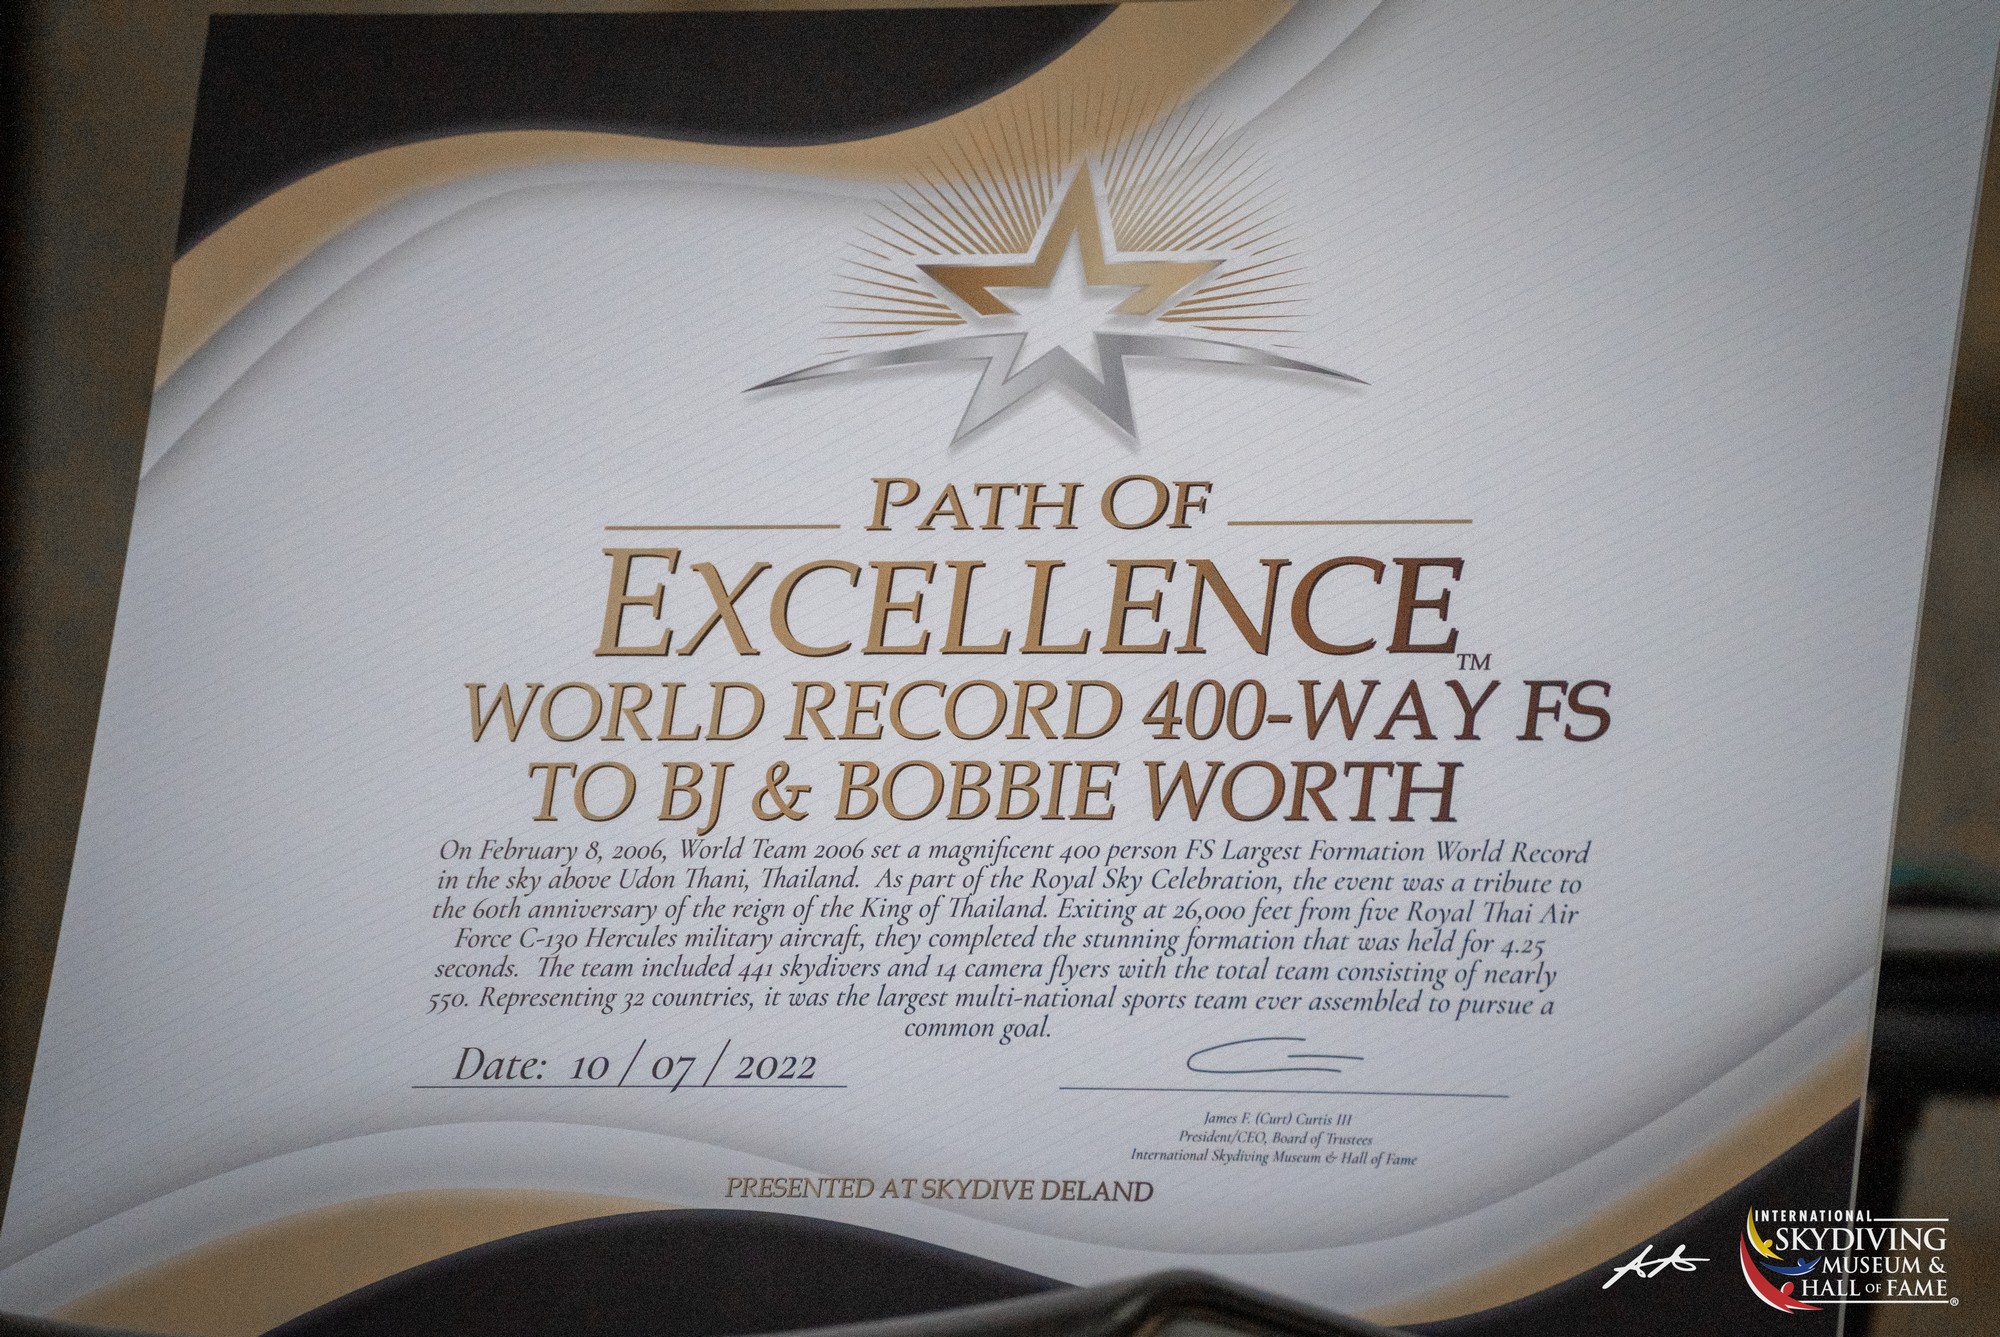 PATH OF
EXCELLENCE™
WORLD RECORD 400-WAY FS
TO BJ & BOBBIE WORTH
On February 8, 2006, World Team 2006 set a magnificent 400 person FS Largest Formation World Record
in the sky above Udon Thani, Thailand. As part of the Royal Sky Celebration, the event was a tribute to
the 60th anniversary of the reign of the King of Thailand. Exiting at 26,000 feet from five Royal Thai Air
Force C-130 Hercules military aircraft, they completed the stunning formation that was held for 4.25
seconds. The team included 441 skydivers and 14 camera flyers with the total team consisting of nearly
550. Representing 32 countries, it was the largest multi-national sports team ever assembled to pursue a
common goal.
Date: 10 / 07 / 2022
James F. (Curt) Curtis III
President/CEO, Board of Trustees
International Skydiving Museum & Hall of Fame
PRESENTED AT SKYDIVE DELAND
INTERNATIONAL
SKYDIVING
MUSEUM &
HALL OF FAME®